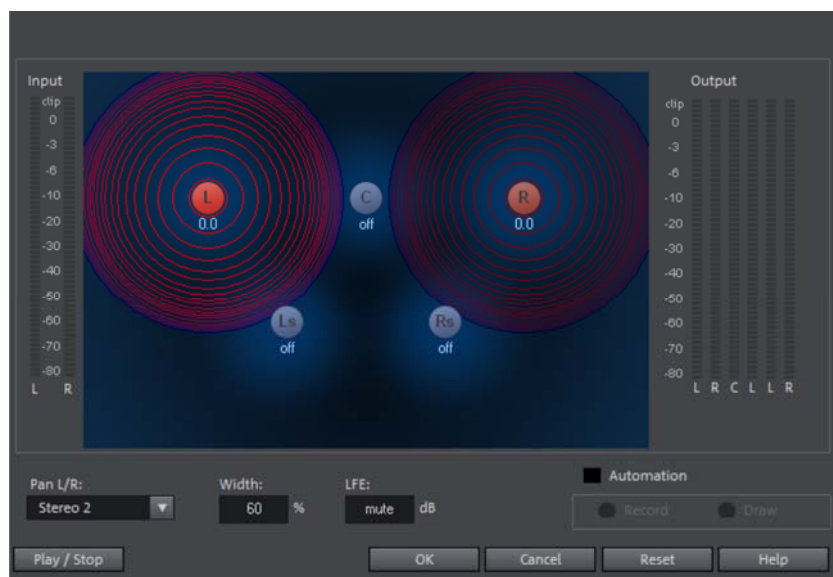 Input
Output
clip
0
-3
-6
-10
-20
-30
-40
-50
-60
-70
-80
L R
L
0.0
C
off
R
0.0
Ls
off
Rs
off
clip
0
-3
-6
-10
-20
-30
-40
-50
-60
-70
-80
L R C L L R
Pan L/R:
Stereo 2
Width:
60 %
LFE:
mute dB
Automation
Record Draw
Play / Stop OK Cancel Reset Help